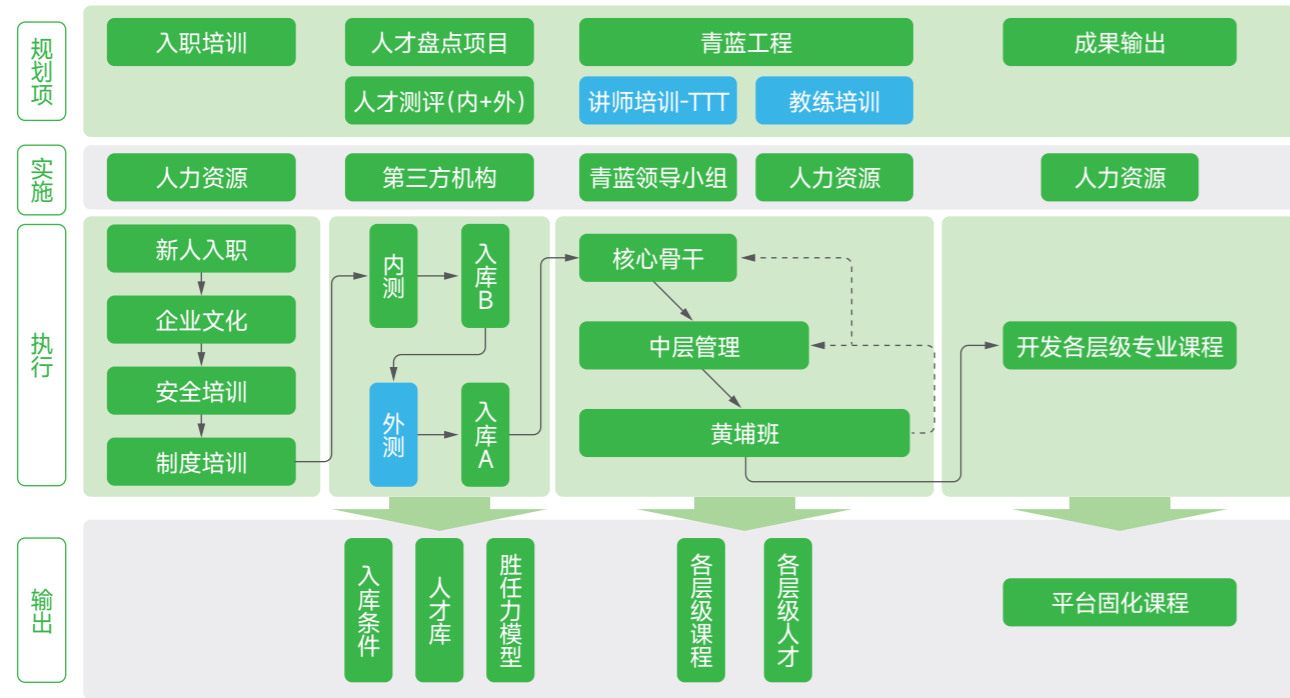 规划项
入职培训
人才盘点项目
青蓝工程
成果输出
人才测评(内+外)
讲师培训-TTT
教练培训
实施
人力资源
第三方机构
青蓝领导小组
人力资源
人力资源
执行
新人入职
企业文化
安全培训
制度培训
内测
入库B
外测
入库A
核心骨干
中层管理
黄埔班
开发各层级专业课程
输出
入库条件
人才库
胜任力模型
各层级课程
各层级人才
平台固化课程